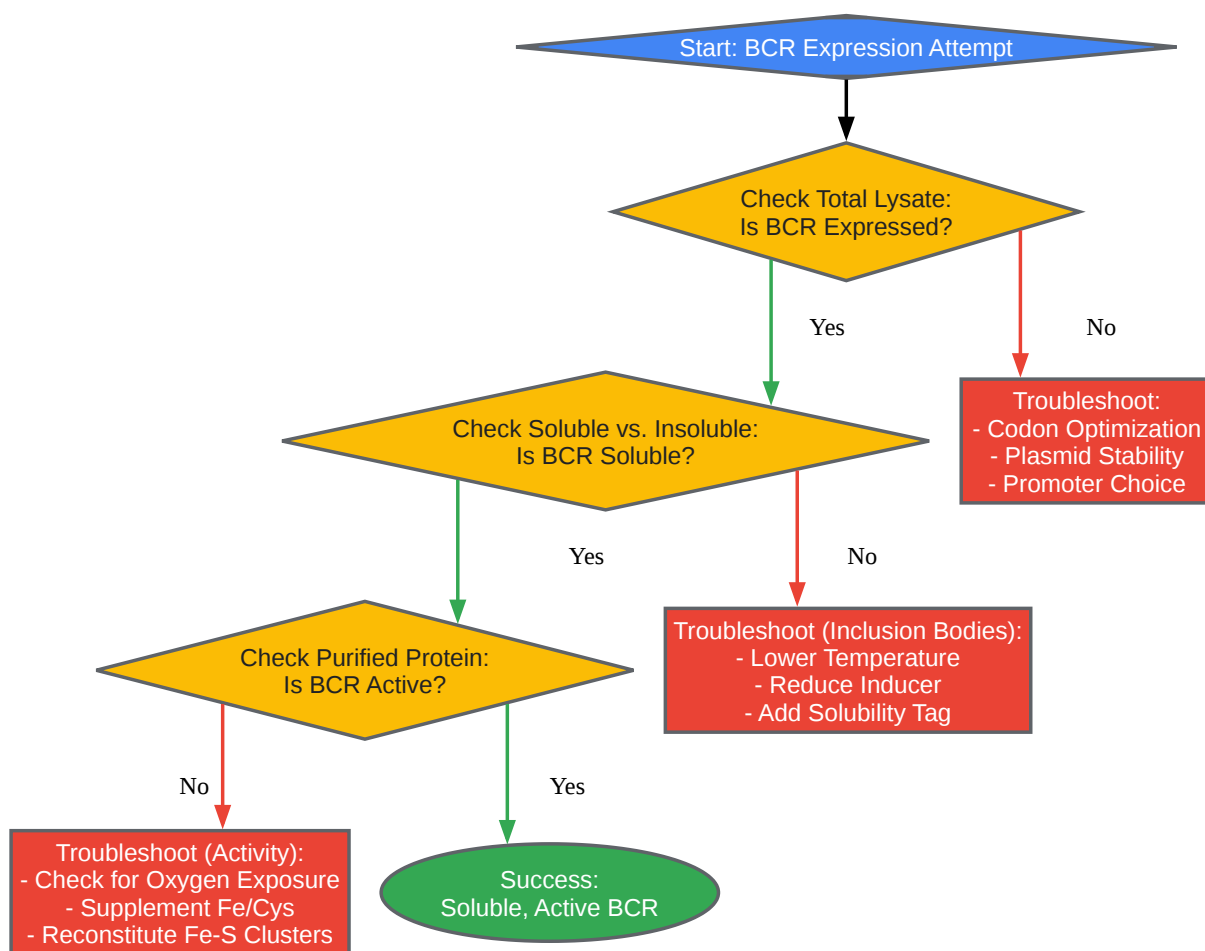 Start: BCR Expression Attempt
Check Total Lysate:
Is BCR Expressed?
Yes
No
Troubleshoot:
- Codon Optimization
- Plasmid Stability
- Promoter Choice
Check Soluble vs. Insoluble:
Is BCR Soluble?
Yes
No
Troubleshoot (Inclusion Bodies):
- Lower Temperature
- Reduce Inducer
- Add Solubility Tag
Check Purified Protein:
Is BCR Active?
No
Yes
Troubleshoot (Activity):
- Check for Oxygen Exposure
- Supplement Fe/Cys
- Reconstitute Fe-S Clusters
Success:
Soluble, Active BCR